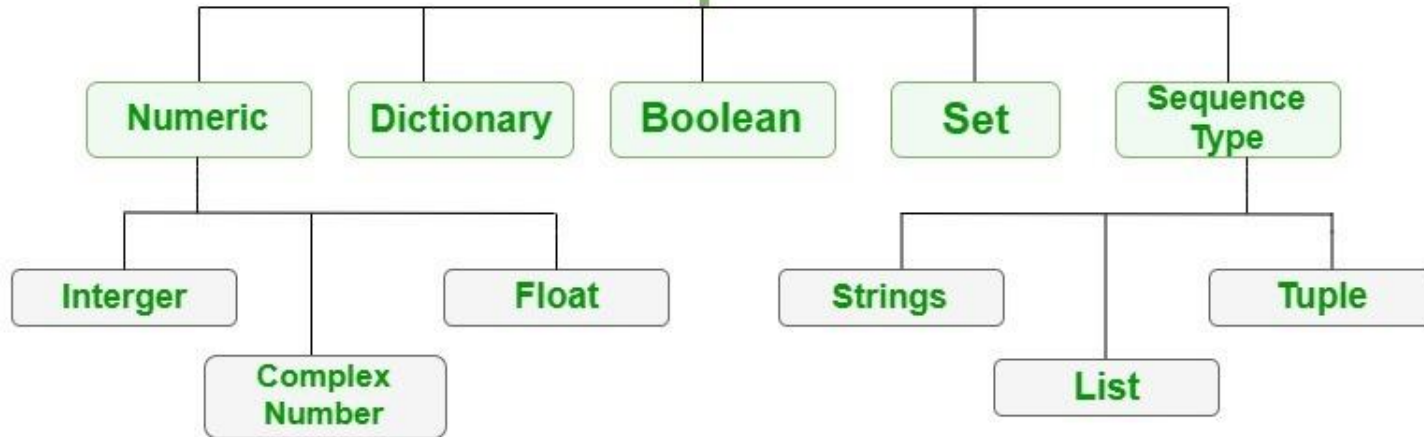 Numeric
Dictionary
Boolean
Set
Sequence
Type
Interger
Float
Strings
Tuple
Complex
Number
List